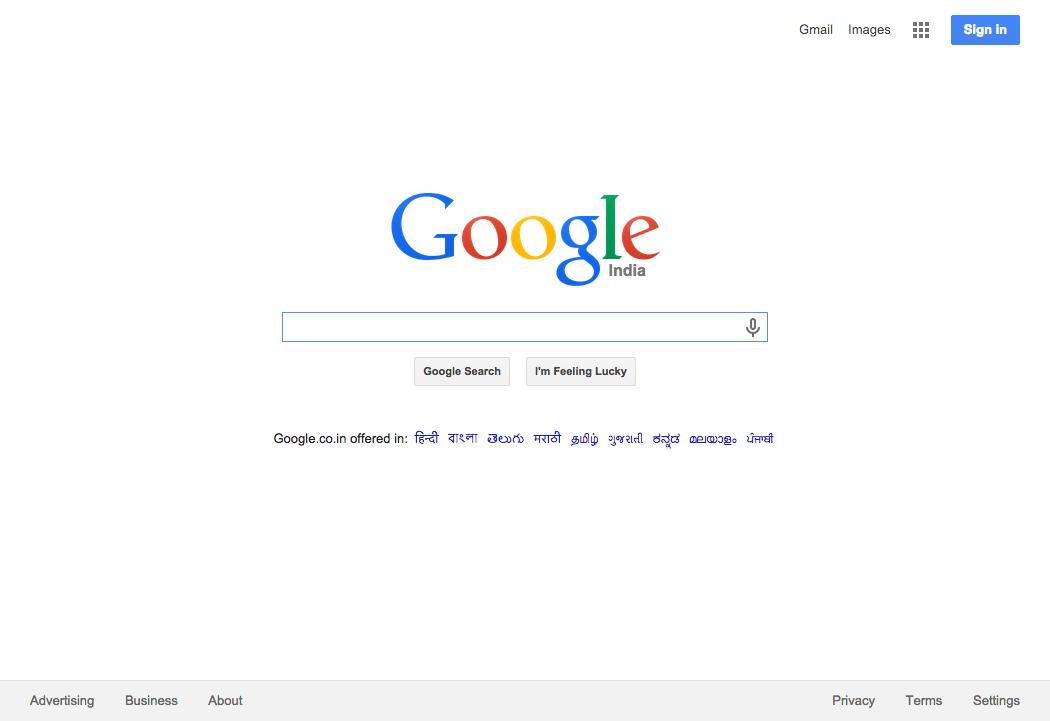 Gmail Images Sign in
Google
India
Google Search I'm Feeling Lucky
Google.co.in offered in: हिन्दी বাংলা తెలుగు मराठी தமிழ் ગુજરાતી ಕನ್ನಡ മലയാളം ਪੰਜਾਬੀ
Advertising Business About Privacy Terms Settings